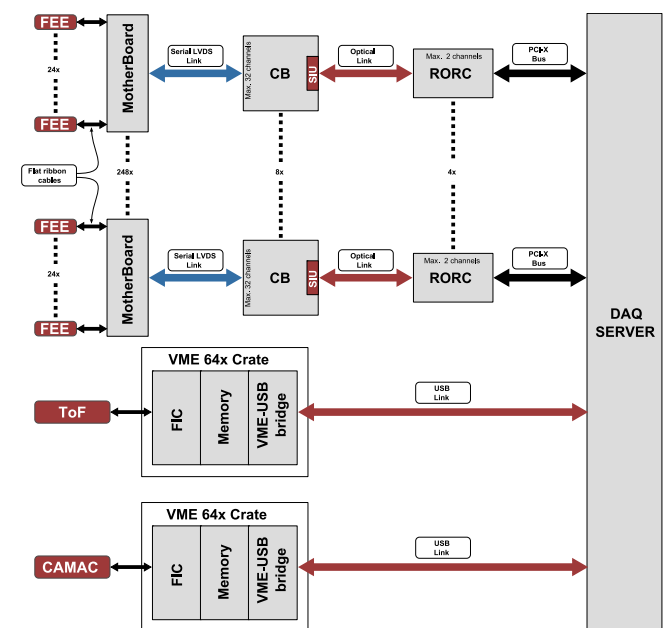 FEE
24x
FEE
MotherBoard
Serial LVDS
Link
Max. 32 channels
CB
SIU
Optical
Link
Max. 2 channels
RORC
PCI-X
Bus
Flat ribbon
cables
248x
8x
4x
FEE
24x
FEE
MotherBoard
Serial LVDS
Link
Max. 32 channels
CB
SIU
Optical
Link
Max. 2 channels
RORC
PCI-X
Bus
DAQ
SERVER
VME 64x Crate
ToF
FIC
Memory
VME-USB
bridge
USB
Link
VME 64x Crate
CAMAC
FIC
Memory
VME-USB
bridge
USB
Link